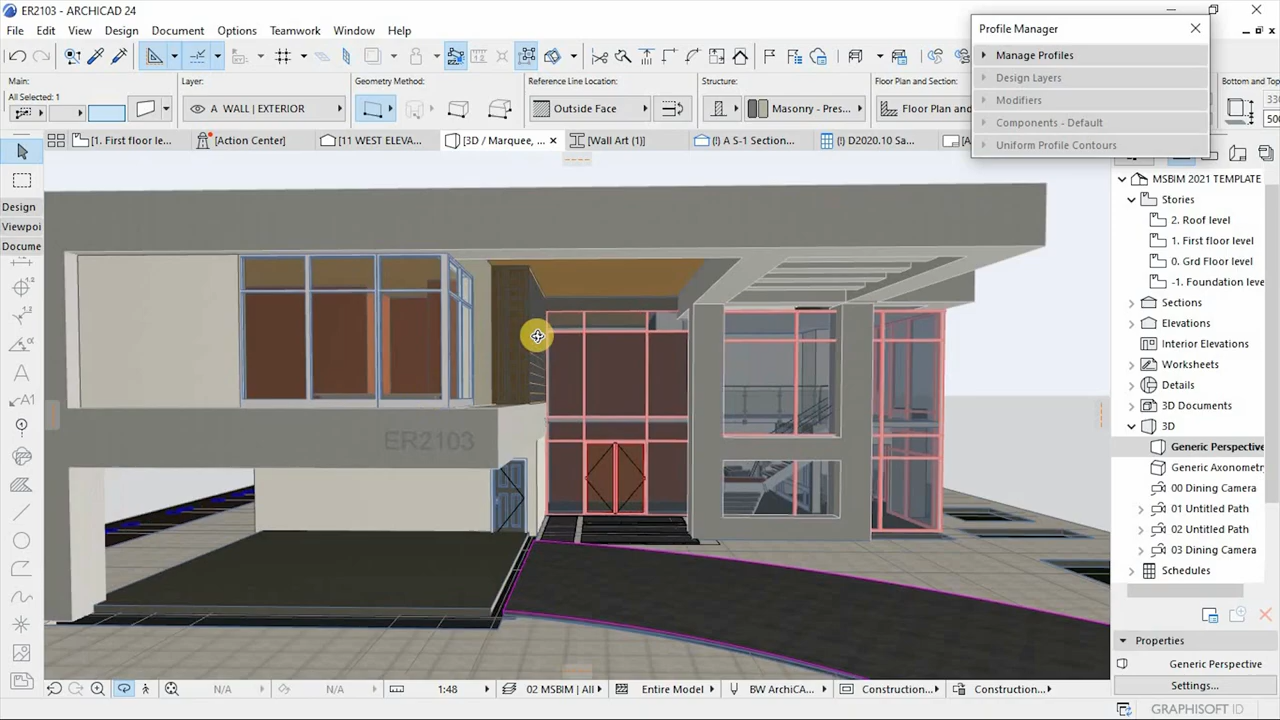 ER2103 - ARCHICAD 24
File Edit View Design Document Options Teamwork Window Help
Profile Manager
Manage Profiles
Design Layers
Modifiers
Components - Default
Uniform Profile Contours
Main:
All Selected: 1
Layer:
A WALL | EXTERIOR
Geometry Method:
Reference Line Location:
Outside Face
Structure:
Masonry - Pres...
Floor Plan and Section:
Floor Plan and
Bottom and Top
[1. First floor le...
[Action Center]
[11 WEST ELEVA...
[3D / Marquee, ...
[Wall Art (1)]
(!) A S-1 Section...
(!) D2020.10 Sa...
Design
Viewpoi
Docume
A
A1
ER2103
MSBIM 2021 TEMPLATE
Stories
2. Roof level
1. First floor level
0. Grd Floor level
-1. Foundation leve
Sections
Elevations
Interior Elevations
Worksheets
Details
3D Documents
3D
Generic Perspective
Generic Axonometr
00 Dining Camera
01 Untitled Path
02 Untitled Path
03 Dining Camera
Schedules
Properties
Generic Perspective
Settings...
N/A
N/A
1:48
02 MSBIM | All
Entire Model
BW ArchiCA...
Construction...
Construction...
GRAPHISOFT ID